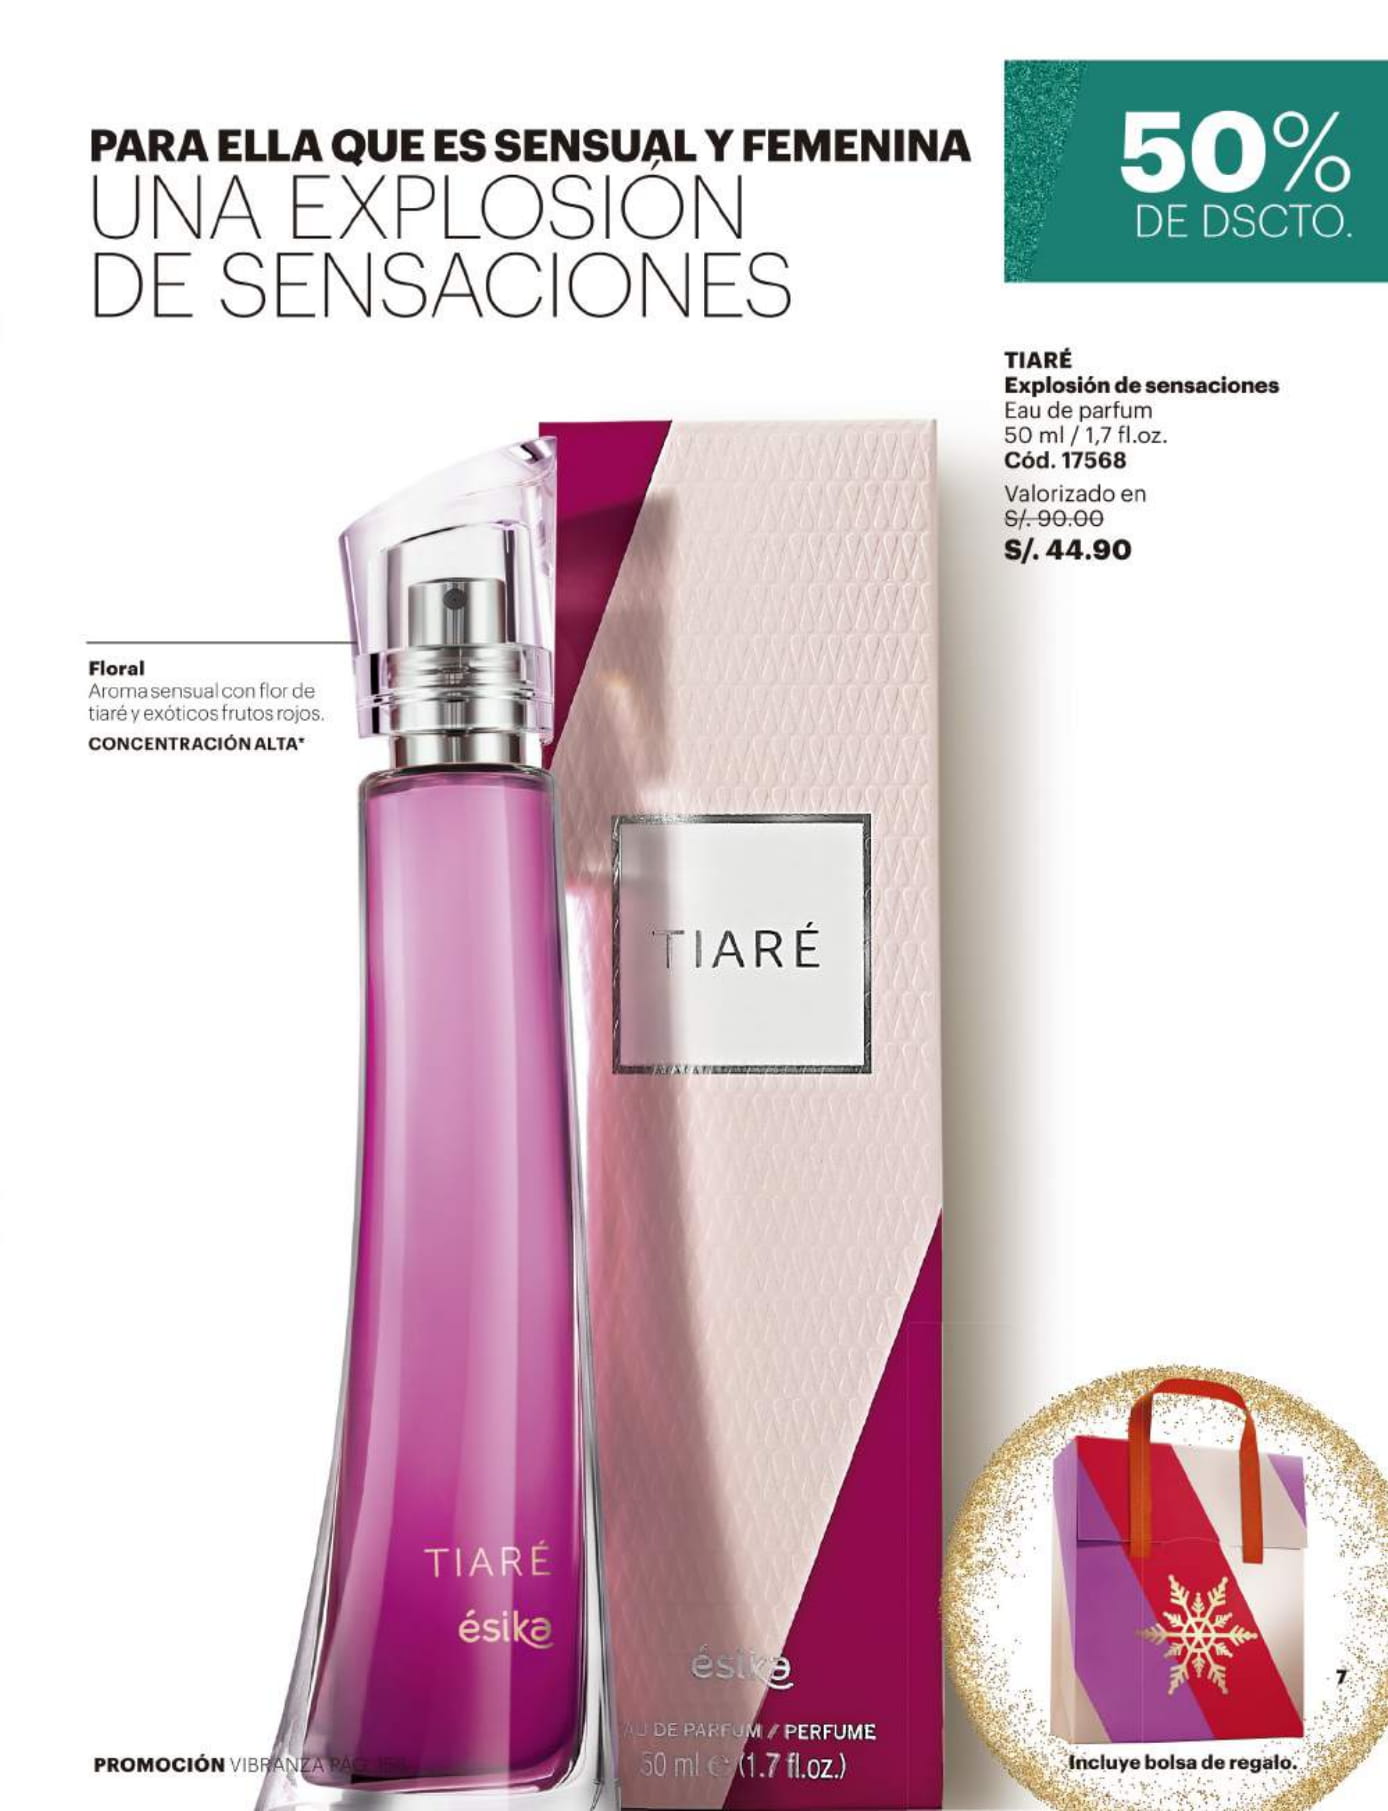 PARA ELLA QUE ES SENSUAL Y FEMENINA
UNA EXPLOSIÓN
DE SENSACIONES
50%
DE DSCTO.
TIARÉ
Explosión de sensaciones
Eau de parfum
50 ml / 1,7 fl.oz.
Cód. 17568
Valorizado en
S/. 90.00
S/. 44.90
Floral
Aroma sensual con flor de
tiaré y exóticos frutos rojos.
CONCENTRACIÓN ALTA*
TIARÉ
TIARÉ
ésika
ésika
DE PARFUM / PERFUME
50 ml e (1.7 fl.oz.)
7
Incluye bolsa de regalo.
PROMOCIÓN VIBRANZA PÁG.